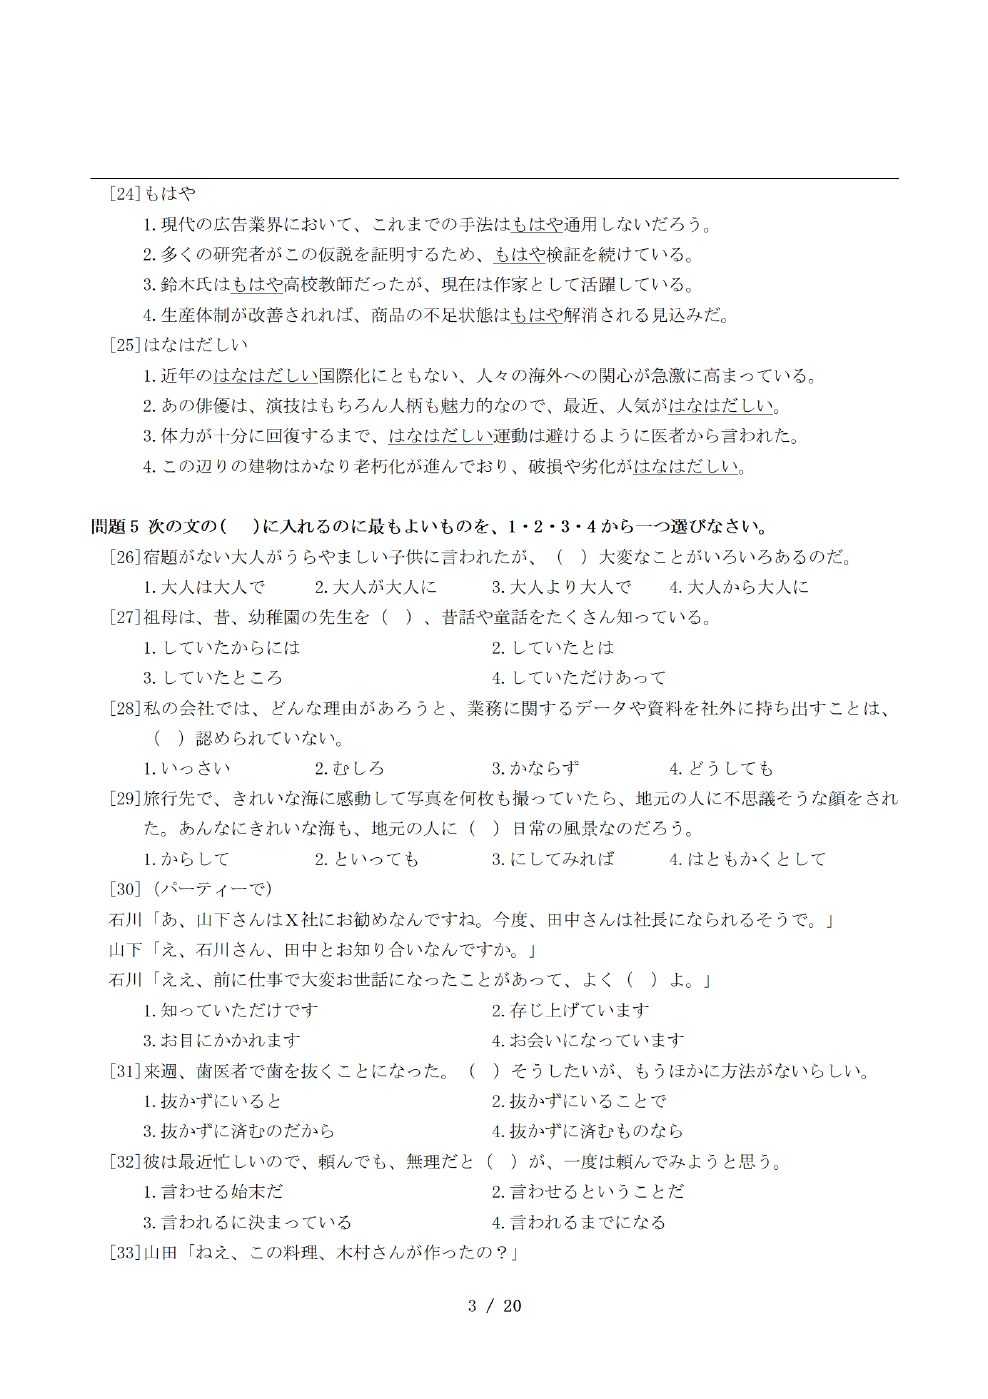 [24]もはや
1.現代の広告業界において、これまでの手法はもはや通用しないだろう。
2.多くの研究者がこの仮説を証明するため、もはや検証を続けている。
3.鈴木氏はもはや高校教師だったが、現在は作家として活躍している。
4.生産体制が改善されれば、商品の不足状態はもはや解消される見込みだ。
[25]はなはだしい
1.近年のはなはだしい国際化にともない、人々の海外への関心が急激に高まっている。
2.あの俳優は、演技はもちろん人柄も魅力的なので、最近、人気がはなはだしい。
3.体力が十分に回復するまで、はなはだしい運動は避けるように医者から言われた。
4.この辺りの建物はかなり老朽化が進んでおり、破損や劣化がはなはだしい。
問題5 次の文の(　)に入れるのに最もよいものを、1・2・3・4から一つ選びなさい。
[26]宿題がない大人がうらやましい子供に言われたが、（　）大変なことがいろいろあるのだ。
1.大人は大人で 2.大人が大人に 3.大人より大人で 4.大人から大人に
[27]祖母は、昔、幼稚園の先生を（　）、昔話や童話をたくさん知っている。
1.していたからには 2.していたとは
3.していたところ 4.していただけあって
[28]私の会社では、どんな理由があろうと、業務に関するデータや資料を社外に持ち出すことは、
（　）認められていない。
1.いっさい 2.むしろ 3.かならず 4.どうしても
[29]旅行先で、きれいな海に感動して写真を何枚も撮っていたら、地元の人に不思議そうな顔をされ
た。あんなにきれいな海も、地元の人に（　）日常の風景なのだろう。
1.からして 2.といっても 3.にしてみれば 4.はともかくとして
[30]（パーティーで）
石川「あ、山下さんはＸ社にお勧めなんですね。今度、田中さんは社長になられるそうで。」
山下「え、石川さん、田中とお知り合いなんですか。」
石川「ええ、前に仕事で大変お世話になったことがあって、よく（　）よ。」
1.知っていただけです 2.存じ上げています
3.お目にかかれます 4.お会いになっています
[31]来週、歯医者で歯を抜くことになった。（　）そうしたいが、もうほかに方法がないらしい。
1.抜かずにいると 2.抜かずにいることで
3.抜かずに済むのだから 4.抜かずに済むものなら
[32]彼は最近忙しいので、頼んでも、無理だと（　）が、一度は頼んでみようと思う。
1.言わせる始末だ 2.言わせるということだ
3.言われるに決まっている 4.言われるまでになる
[33]山田「ねえ、この料理、木村さんが作ったの？」
3 / 20